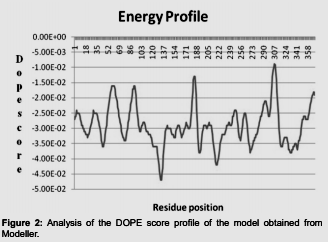 Energy Profile
0.00E+00
-5.00E-03
-1.00E-02
-1.50E-02
-2.00E-02
-2.50E-02
-3.00E-02
-3.50E-02
-4.00E-02
-4.50E-02
-5.00E-02
Dope score
1 18 35 52 69 86 103 120 137 154 171 188 205 222 239 256 273 290 307 324 341 358
Residue position
Figure 2: Analysis of the DOPE score profile of the model obtained from
Modeller.